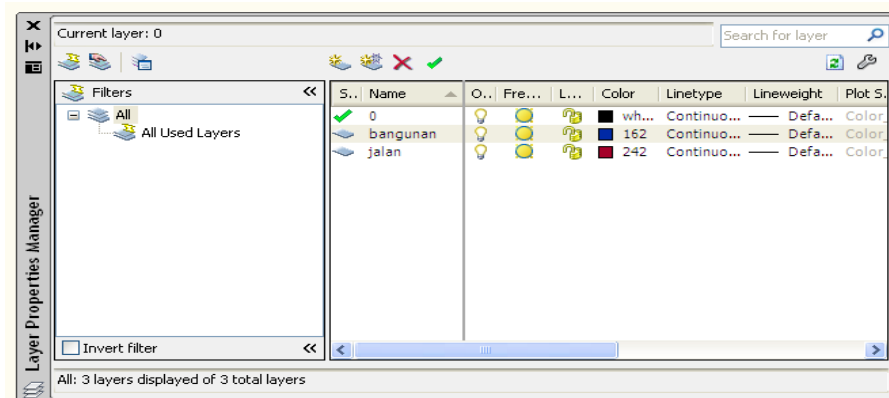 Current layer: 0
Search for layer
Filters
All
All Used Layers
Invert filter
S.. Name O.. Fre... L... Color Linetype Lineweight Plot S.
0 wh... Continuo... Defa... Color_
bangunan 162 Continuo... Defa... Color_
jalan 242 Continuo... Defa... Color_
All: 3 layers displayed of 3 total layers
Layer Properties Manager